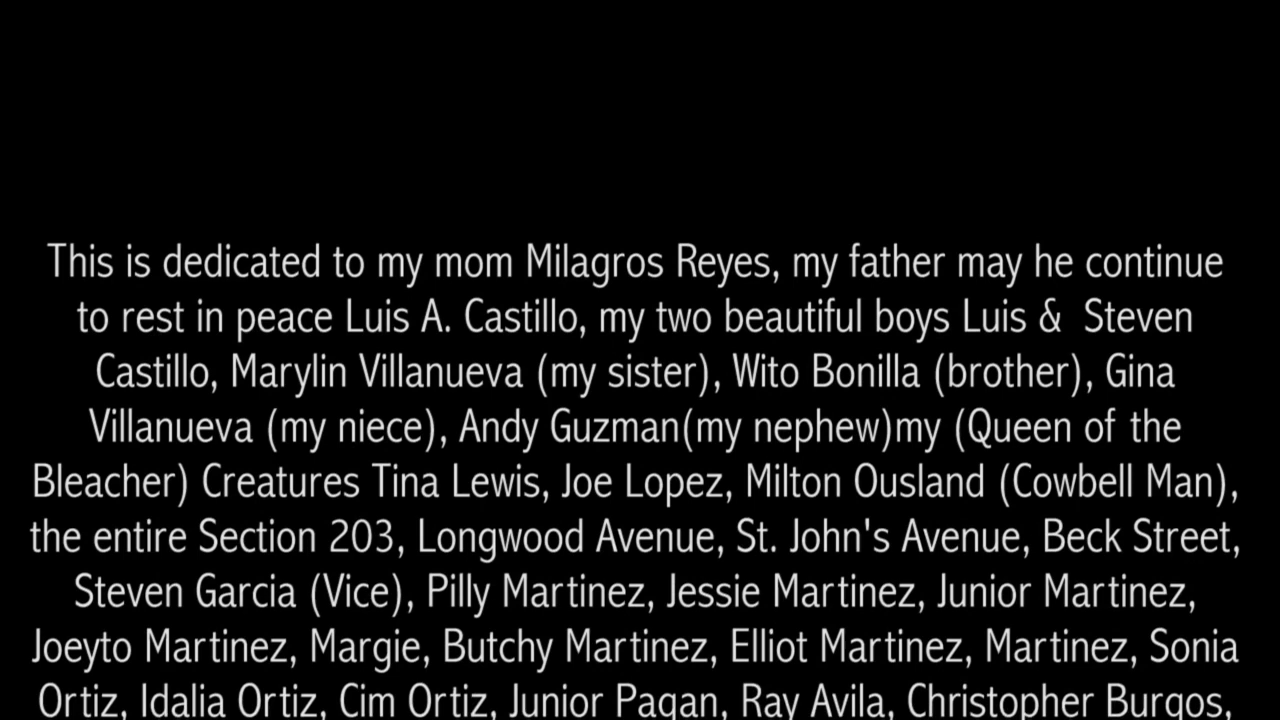 This is dedicated to my mom Milagros Reyes, my father may he continue
to rest in peace Luis A. Castillo, my two beautiful boys Luis &  Steven
Castillo, Marylin Villanueva (my sister), Wito Bonilla (brother), Gina
Villanueva (my niece), Andy Guzman(my nephew)my (Queen of the
Bleacher) Creatures Tina Lewis, Joe Lopez, Milton Ousland (Cowbell Man),
the entire Section 203, Longwood Avenue, St. John's Avenue, Beck Street,
Steven Garcia (Vice), Pilly Martinez, Jessie Martinez, Junior Martinez,
Joeyto Martinez, Margie, Butchy Martinez, Elliot Martinez, Martinez, Sonia
Ortiz, Idalia Ortiz, Cim Ortiz, Junior Pagan, Ray Avila, Christopher Burgos,